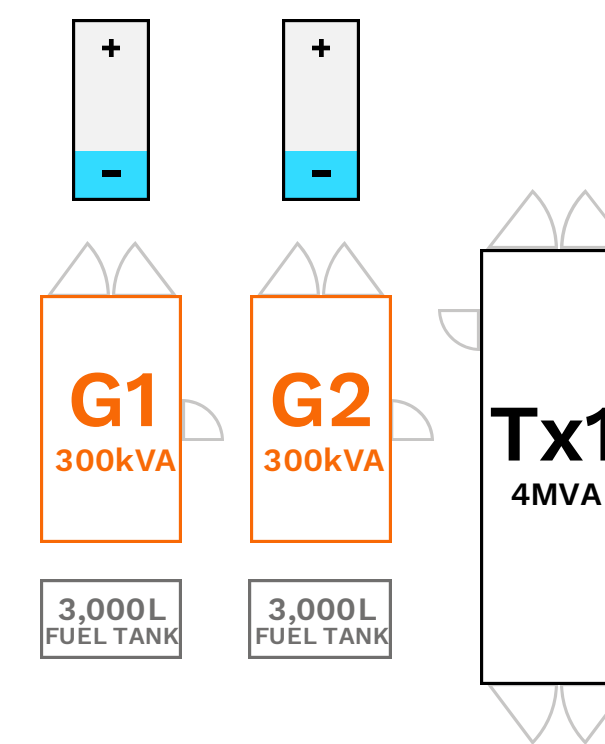 +
+
-
-
G1
300kVA
G2
300kVA
Tx1
4MVA
3,000L
FUEL TANK
3,000L
FUEL TANK